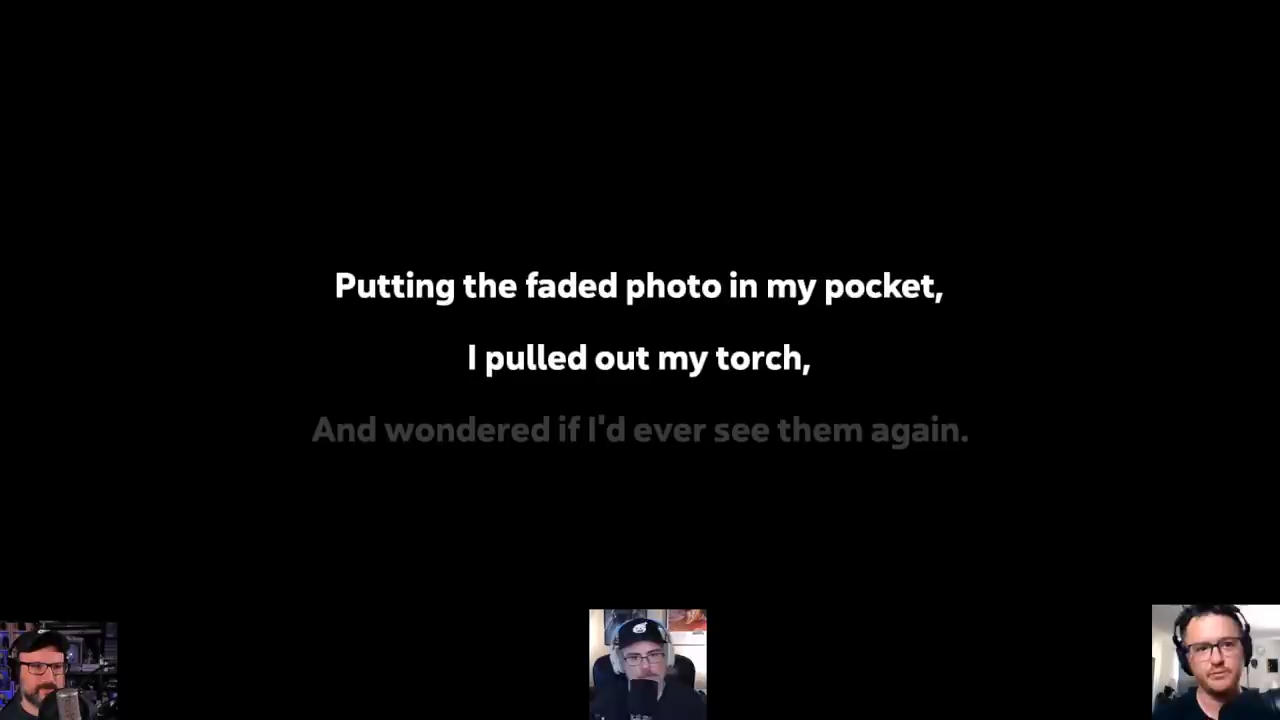 Putting the faded photo in my pocket,
I pulled out my torch,
And wondered if I'd ever see them again.